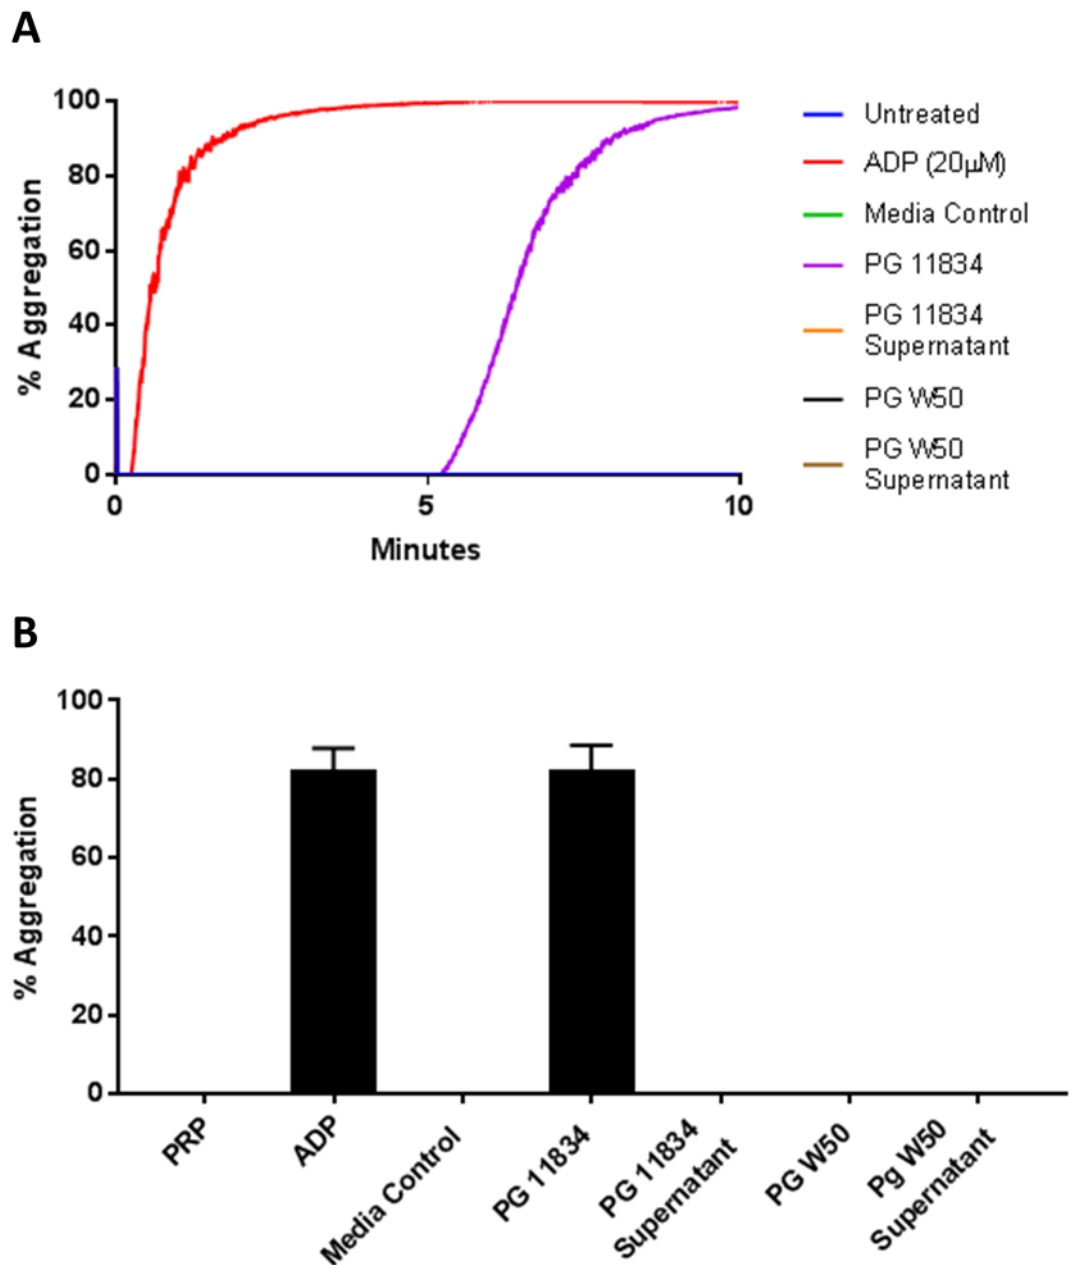 A
100
80
60
40
20
0
% Aggregation
0
5
10
Minutes
Untreated
ADP (20µM)
Media Control
PG 11834
PG 11834
Supernatant
PG W50
PG W50
Supernatant
B
100
80
60
40
20
0
% Aggregation
PRP
ADP
Media Control
PG 11834
PG 11834
Supernatant
PG W50
Pg W50
Supernatant